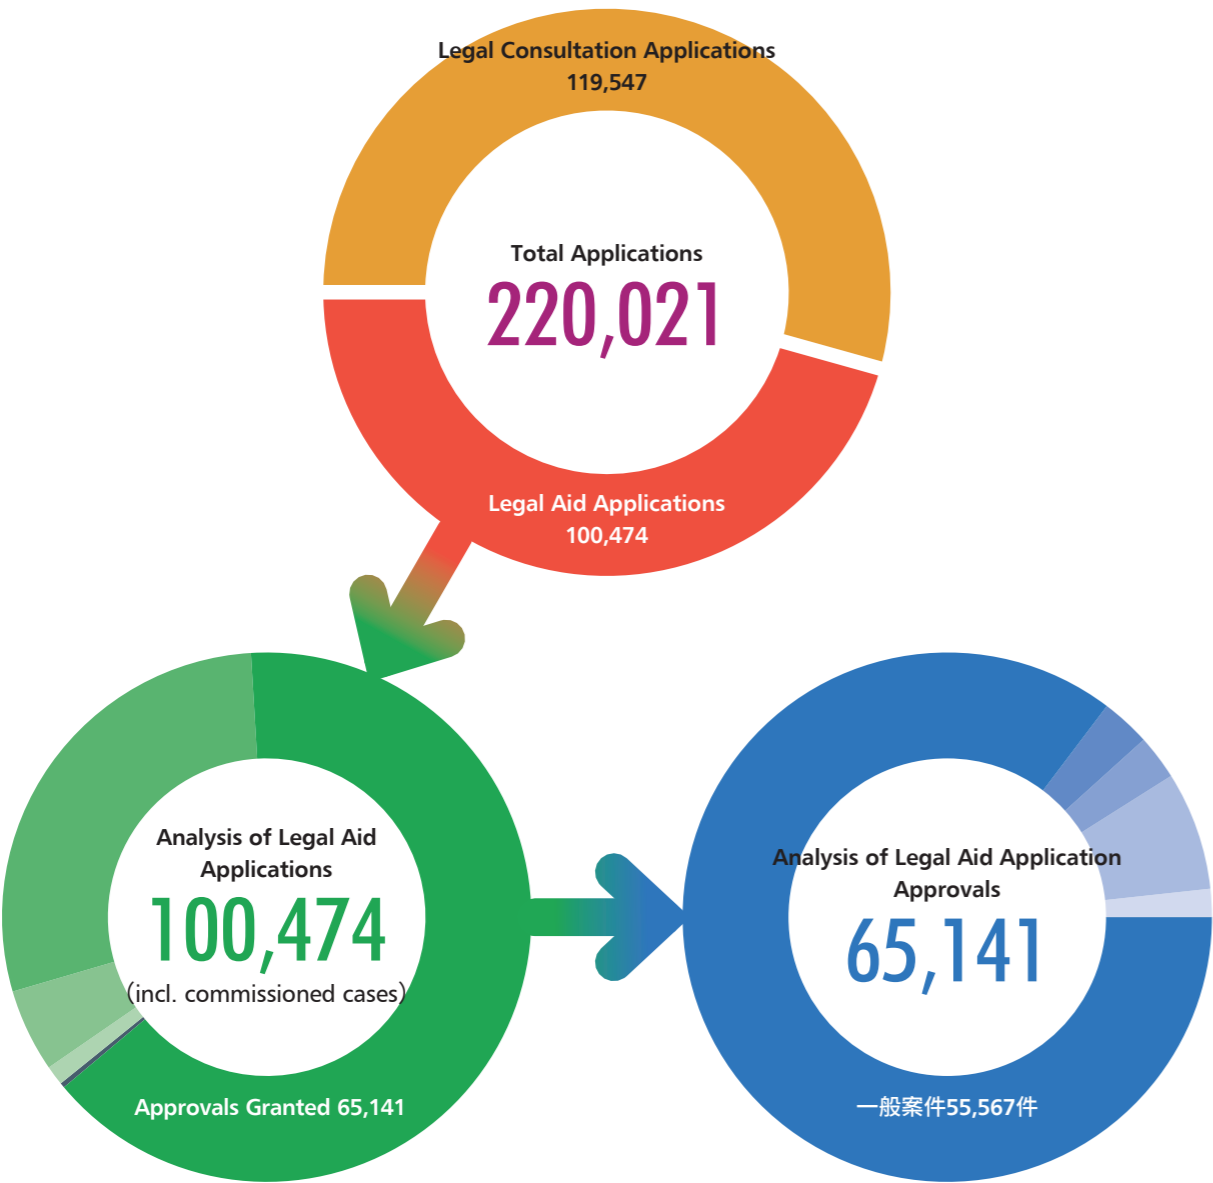 Legal Consultation Applications
119,547
Total Applications
220,021
Legal Aid Applications
100,474
Analysis of Legal Aid
Applications
100,474
(incl. commissioned cases)
Approvals Granted 65,141
Analysis of Legal Aid Application
Approvals
65,141
一般案件55,567件